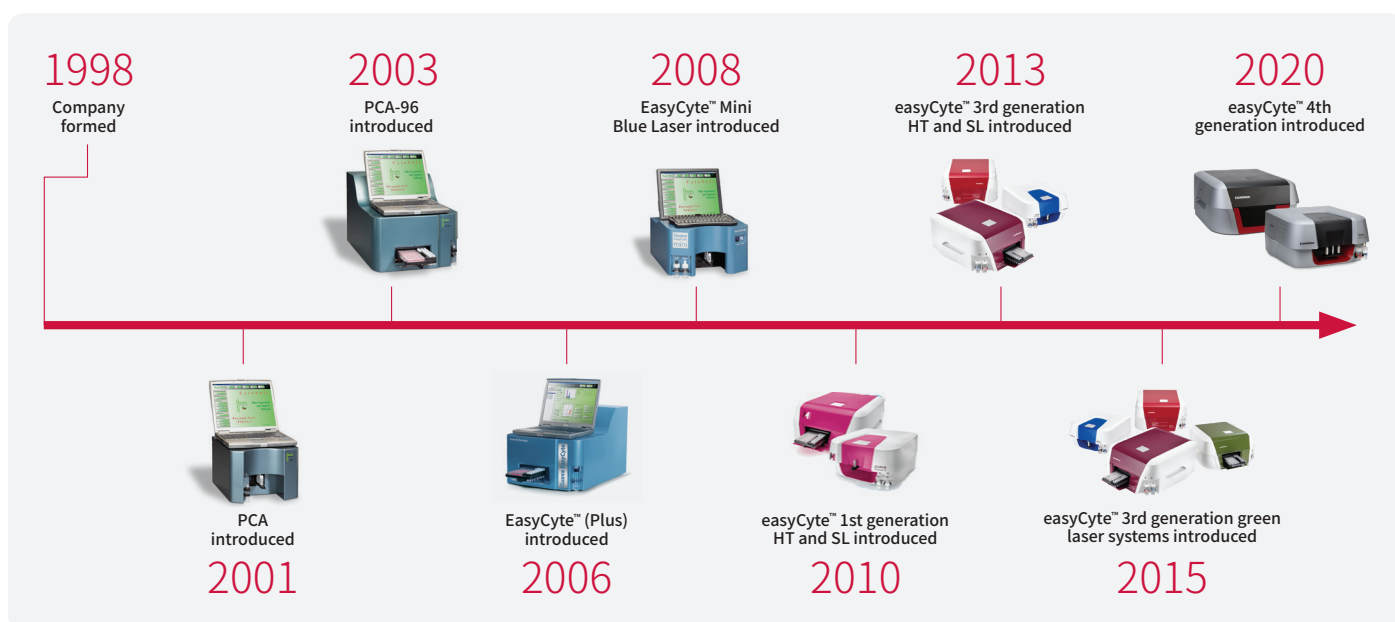 1998
Company
formed
2003
PCA-96
introduced
2008
EasyCyte™ Mini
Blue Laser introduced
2013
easyCyte™ 3rd generation
HT and SL introduced
2020
easyCyte™ 4th
generation introduced
PCA
introduced
2001
EasyCyte™ (Plus)
introduced
2006
easyCyte™ 1st generation
HT and SL introduced
2010
easyCyte™ 3rd generation green
laser systems introduced
2015